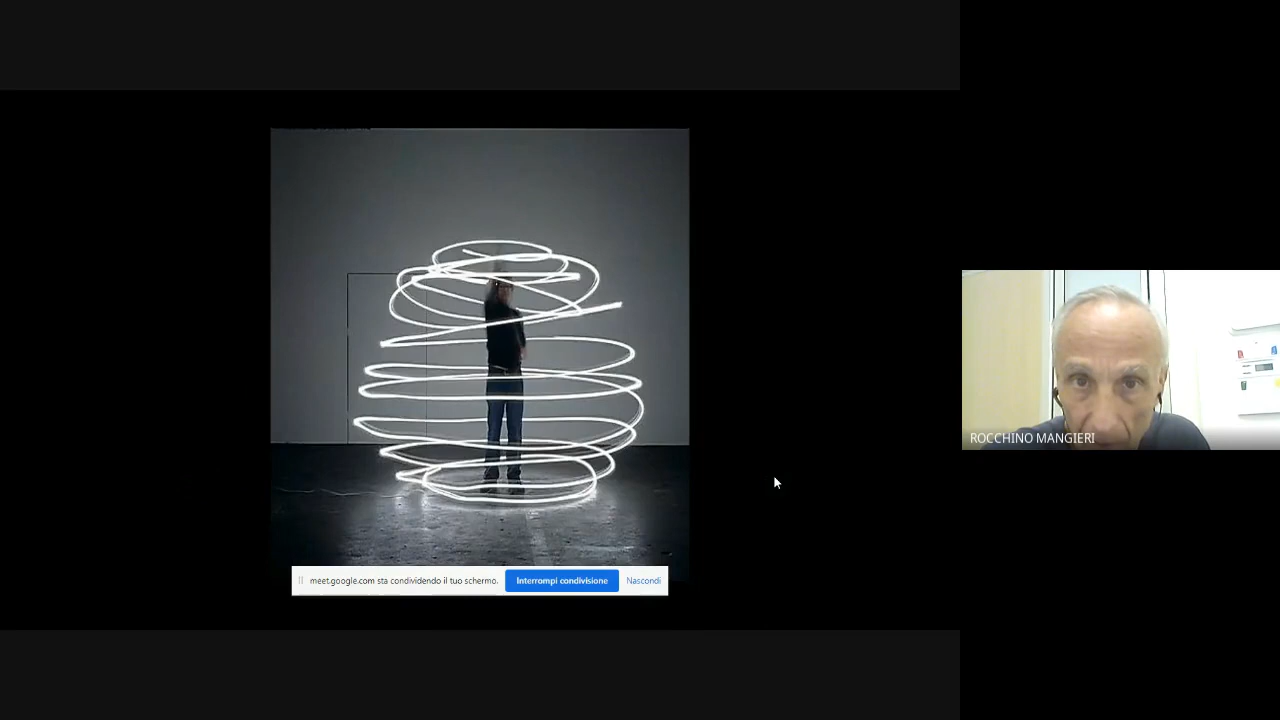 meet.google.com sta condividendo il tuo schermo.
Interrompi condivisione
Nascondi
ROCCHINO MANGIERI